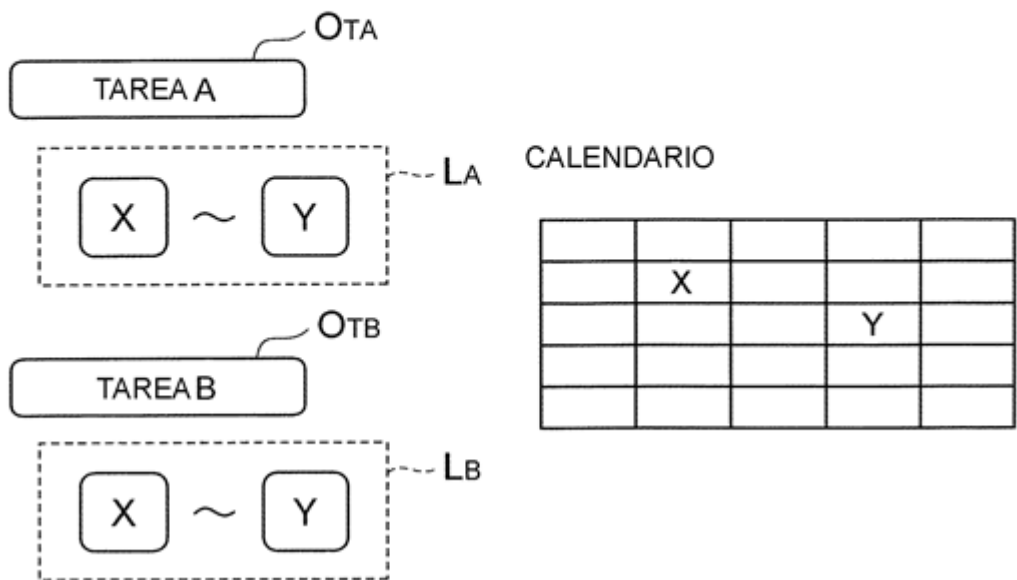 OTA
TAREA A
X ~ Y
LA
CALENDARIO
X
Y
OTB
TAREA B
X ~ Y
LB